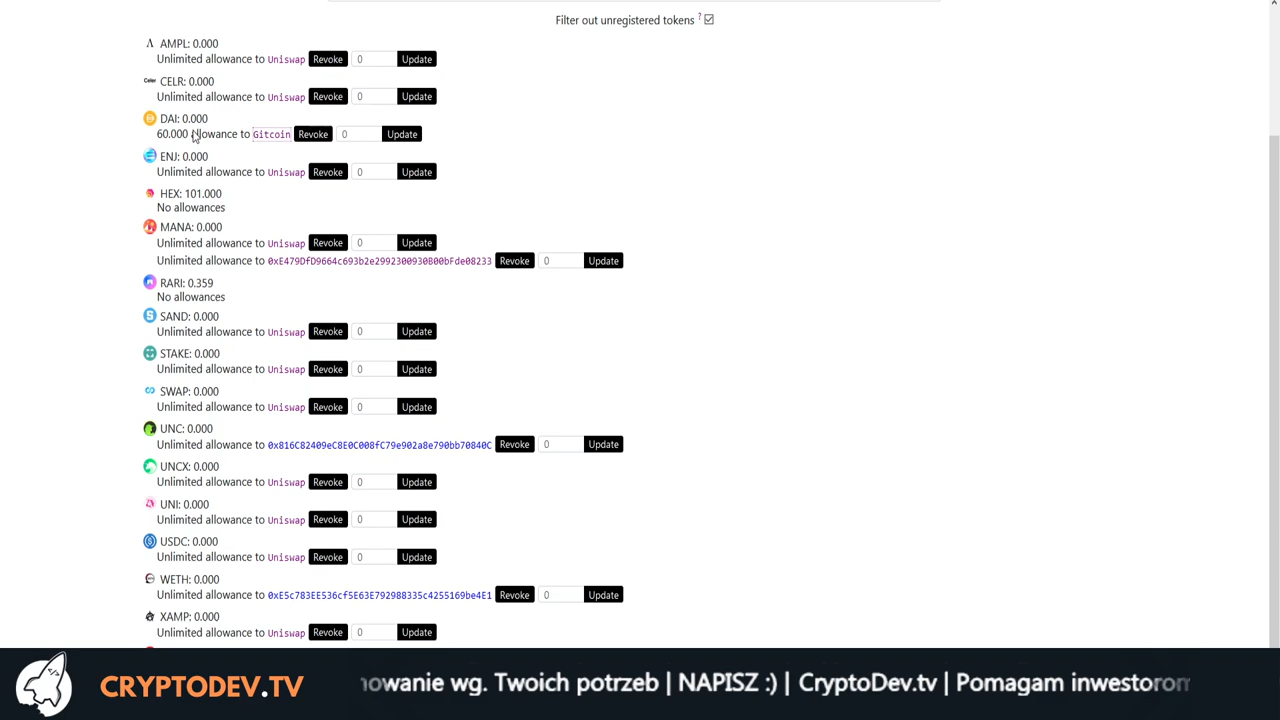 Filter out unregistered tokens ?
AMPL: 0.000
Unlimited allowance to Uniswap Revoke 0 Update
Celer CELR: 0.000
Unlimited allowance to Uniswap Revoke 0 Update
DAI: 0.000
60.000 allowance to Gitcoin Revoke 0 Update
ENJ: 0.000
Unlimited allowance to Uniswap Revoke 0 Update
HEX: 101.000
No allowances
MANA: 0.000
Unlimited allowance to Uniswap Revoke 0 Update
Unlimited allowance to 0xE479DfD9664c693b2e2992300930B00bFde08233 Revoke 0 Update
RARI: 0.359
No allowances
SAND: 0.000
Unlimited allowance to Uniswap Revoke 0 Update
STAKE: 0.000
Unlimited allowance to Uniswap Revoke 0 Update
SWAP: 0.000
Unlimited allowance to Uniswap Revoke 0 Update
UNC: 0.000
Unlimited allowance to 0x816C82409eC8E0C008fC79e902a8e790bb70840C Revoke 0 Update
UNCX: 0.000
Unlimited allowance to Uniswap Revoke 0 Update
UNI: 0.000
Unlimited allowance to Uniswap Revoke 0 Update
USDC: 0.000
Unlimited allowance to Uniswap Revoke 0 Update
WETH: 0.000
Unlimited allowance to 0xE5c783EE536cf5E63E792988335c4255169be4E1 Revoke 0 Update
XAMP: 0.000
Unlimited allowance to Uniswap Revoke 0 Update
CRYPTODEV.TV nowanie wg. Twoich potrzeb | NAPISZ :) | CryptoDev.tv | Pomagam inwestorom